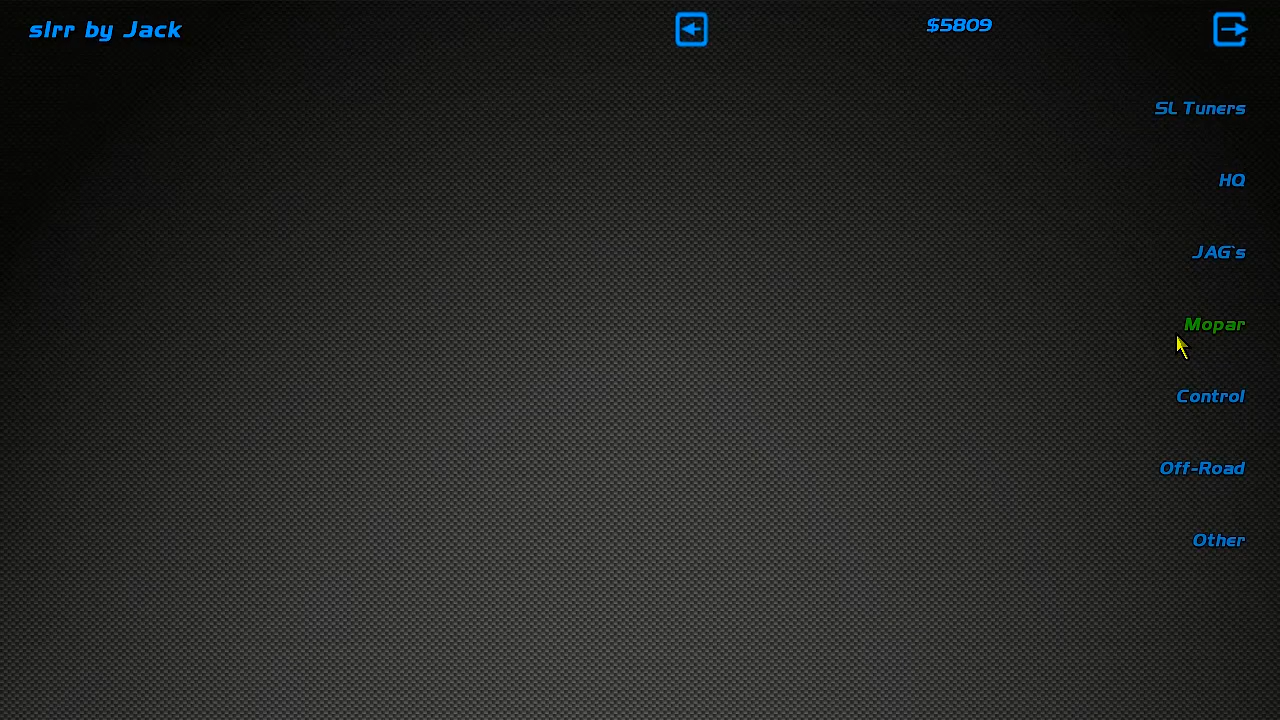 slrr by Jack
$5809
SL Tuners
HQ
JAG's
Mopar
Control
Off-Road
Other